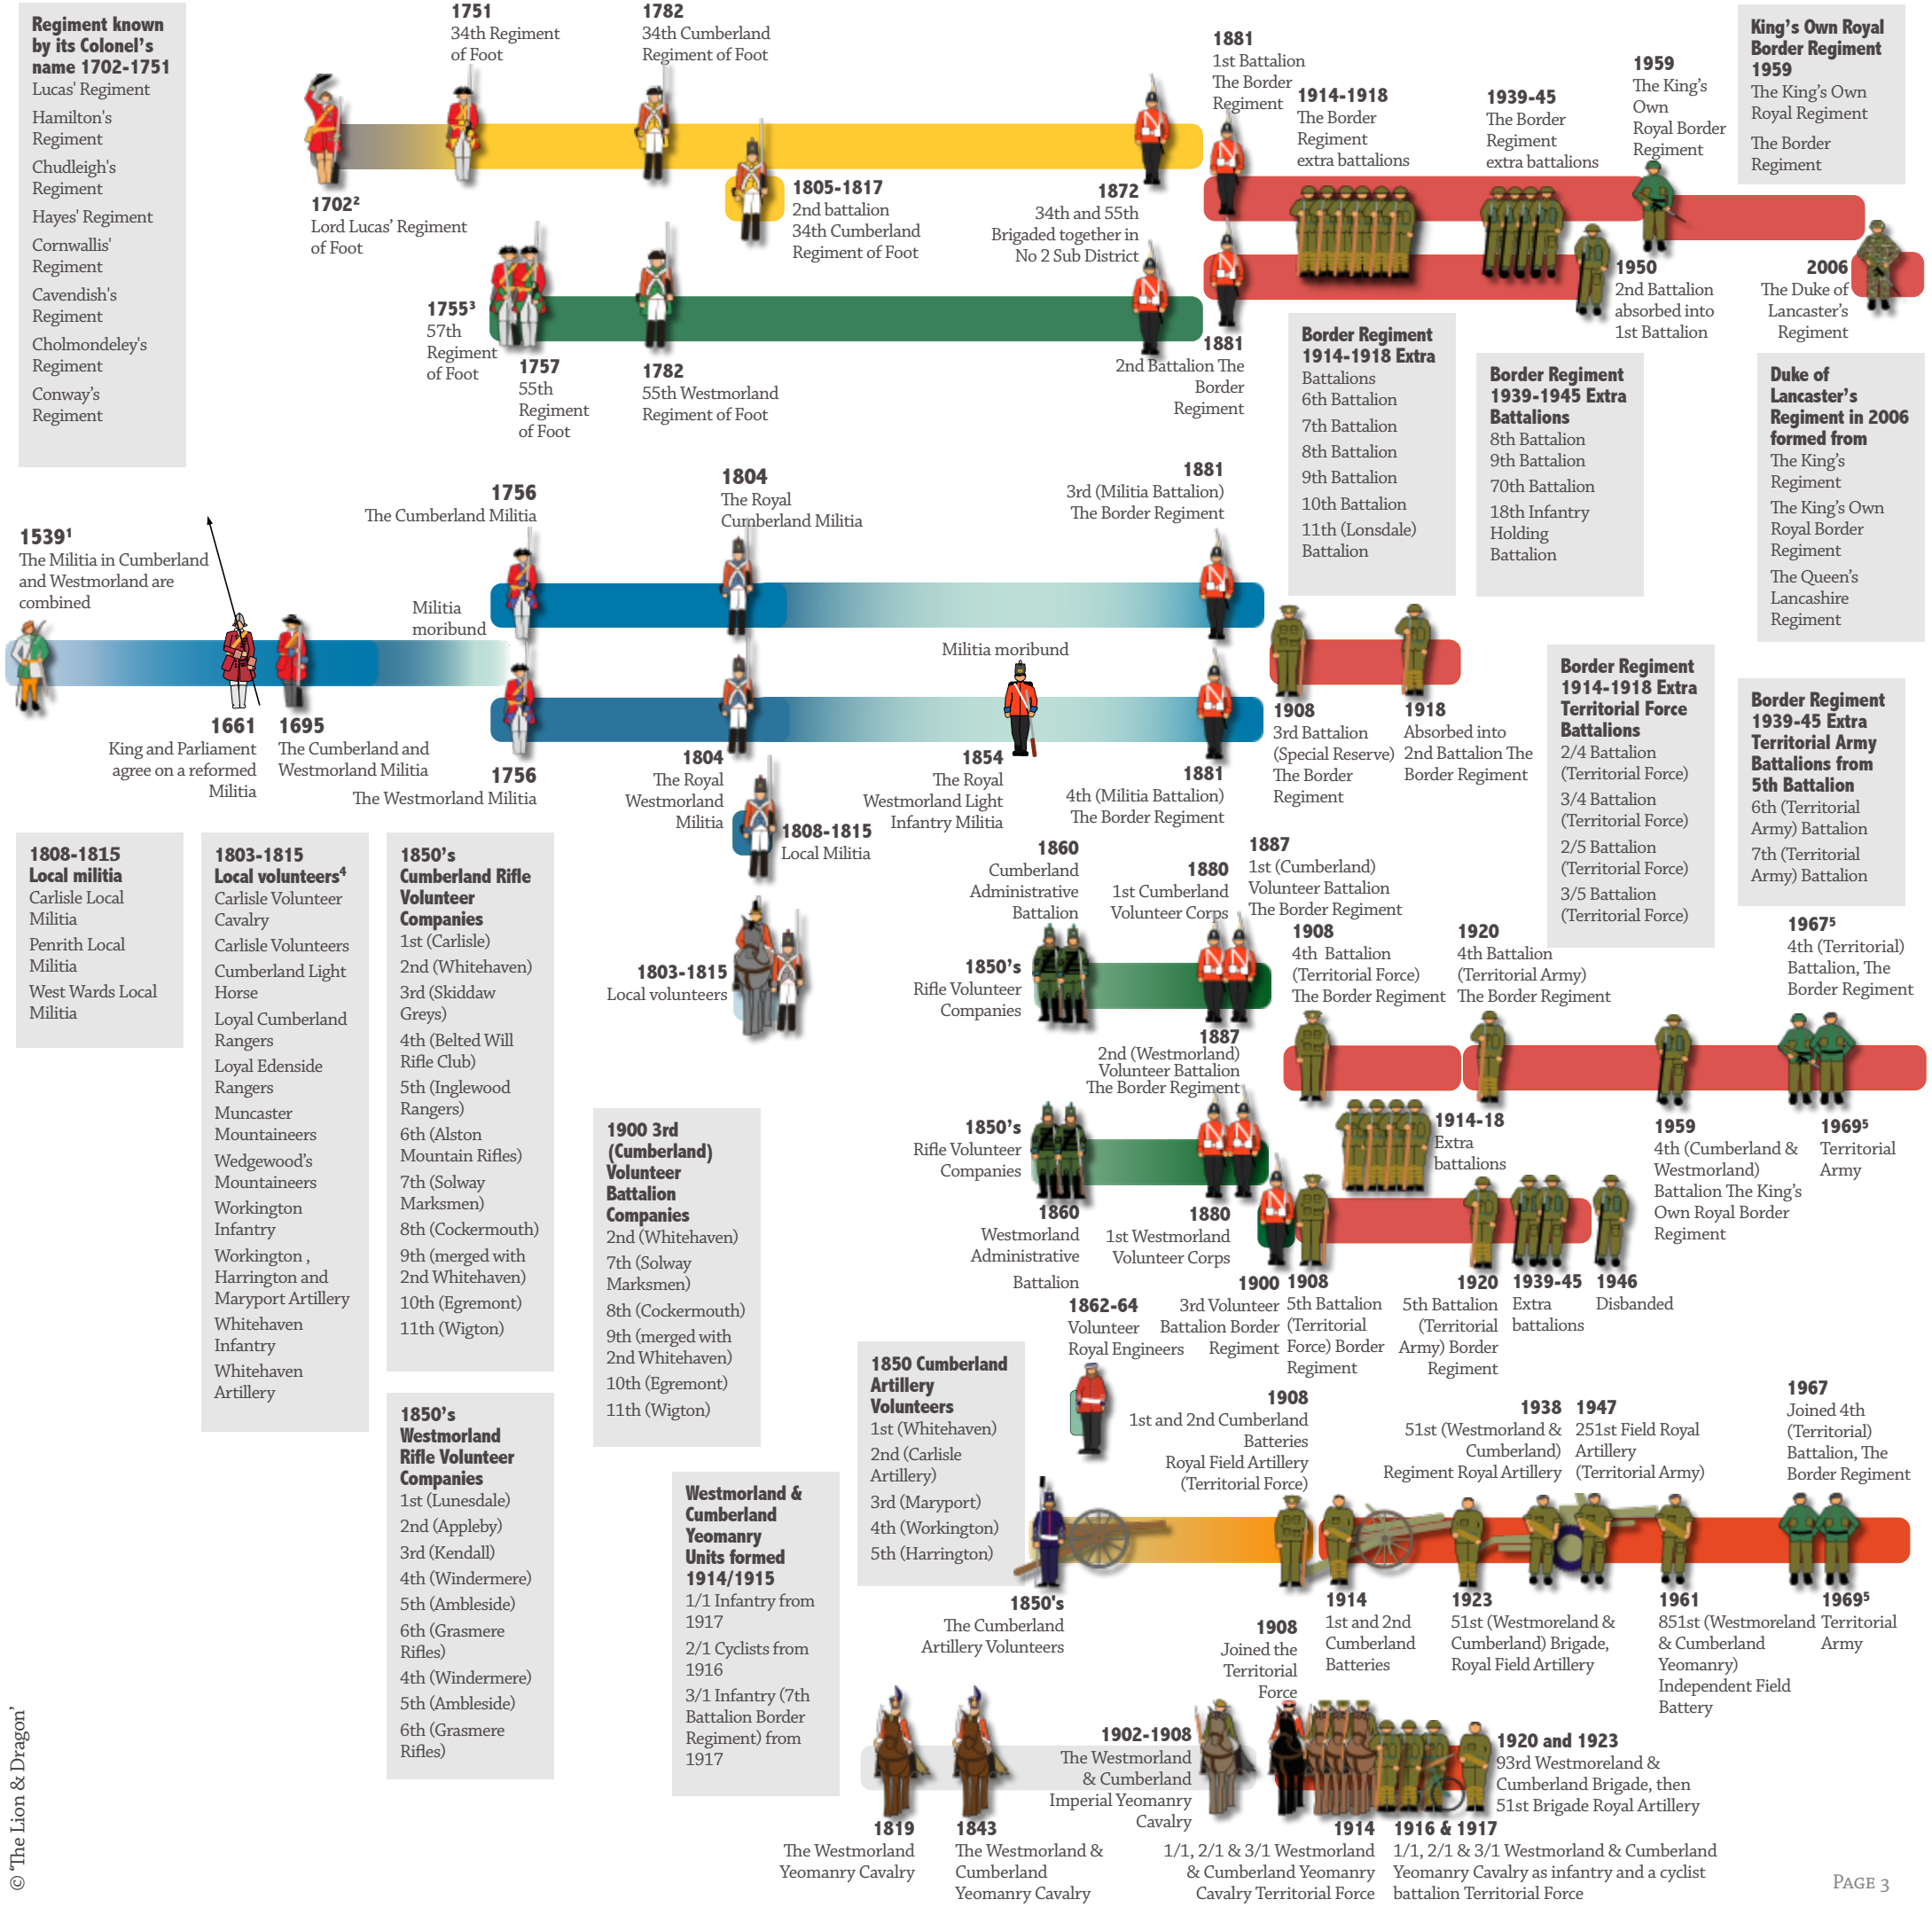 Regiment known
by its Colonel's
name 1702-1751
Lucas' Regiment
Hamilton's
Regiment
Chudleigh's
Regiment
Hayes' Regiment
Cornwallis'
Regiment
Cavendish's
Regiment
Cholmondeley's
Regiment
Conway's
Regiment
1751
34th Regiment
of Foot
1782
34th Cumberland
Regiment of Foot
1702²
Lord Lucas' Regiment
of Foot
1805-1817
2nd battalion
34th Cumberland
Regiment of Foot
1872
34th and 55th
Brigaded together in
No 2 Sub District
1881
1st Battalion
The Border
Regiment
1914-1918
The Border
Regiment
extra battalions
1939-45
The Border
Regiment
extra battalions
1959
The King's
Own
Royal Border
Regiment
King's Own Royal
Border Regiment
1959
The King's Own
Royal Regiment
The Border
Regiment
1755³
57th
Regiment
of Foot
1757
55th
Regiment
of Foot
1782
55th Westmorland
Regiment of Foot
1881
2nd Battalion The
Border
Regiment
1950
2nd Battalion
absorbed into
1st Battalion
2006
The Duke of
Lancaster's
Regiment
Border Regiment
1914-1918 Extra
Battalions
6th Battalion
7th Battalion
8th Battalion
9th Battalion
10th Battalion
11th (Lonsdale)
Battalion
Border Regiment
1939-1945 Extra
Battalions
8th Battalion
9th Battalion
70th Battalion
18th Infantry
Holding
Battalion
Duke of
Lancaster's
Regiment in 2006
formed from
The King's
Regiment
The King's Own
Royal Border
Regiment
The Queen's
Lancashire
Regiment
1539¹
The Militia in Cumberland
and Westmorland are
combined
1661
King and Parliament
agree on a reformed
Militia
1695
The Cumberland and
Westmorland Militia
Militia
moribund
1756
The Cumberland Militia
1804
The Royal
Cumberland Militia
1881
3rd (Militia Battalion)
The Border Regiment
1756
The Westmorland Militia
1804
The Royal
Westmorland
Militia
Militia moribund
1854
The Royal
Westmorland Light
Infantry Militia
1881
4th (Militia Battalion)
The Border Regiment
1908
3rd Battalion
(Special Reserve)
The Border
Regiment
1918
Absorbed into
2nd Battalion The
Border Regiment
Border Regiment
1914-1918 Extra
Territorial Force
Battalions
2/4 Battalion
(Territorial Force)
3/4 Battalion
(Territorial Force)
2/5 Battalion
(Territorial Force)
3/5 Battalion
(Territorial Force)
Border Regiment
1939-45 Extra
Territorial Army
Battalions from
5th Battalion
6th (Territorial
Army) Battalion
7th (Territorial
Army) Battalion
1808-1815
Local Militia
1808-1815
Local militia
Carlisle Local
Militia
Penrith Local
Militia
West Wards Local
Militia
1803-1815
Local volunteers⁴
Carlisle Volunteer
Cavalry
Carlisle Volunteers
Cumberland Light
Horse
Loyal Cumberland
Rangers
Loyal Edenside
Rangers
Muncaster
Mountaineers
Wedgewood's
Mountaineers
Workington
Infantry
Workington ,
Harrington and
Maryport Artillery
Whitehaven
Infantry
Whitehaven
Artillery
1850's
Cumberland Rifle
Volunteer
Companies
1st (Carlisle)
2nd (Whitehaven)
3rd (Skiddaw
Greys)
4th (Belted Will
Rifle Club)
5th (Inglewood
Rangers)
6th (Alston
Mountain Rifles)
7th (Solway
Marksmen)
8th (Cockermouth)
9th (merged with
2nd Whitehaven)
10th (Egremont)
11th (Wigton)
1850's
Westmorland
Rifle Volunteer
Companies
1st (Lunesdale)
2nd (Appleby)
3rd (Kendall)
4th (Windermere)
5th (Ambleside)
6th (Grasmere
Rifles)
4th (Windermere)
5th (Ambleside)
6th (Grasmere
Rifles)
1803-1815
Local volunteers
1900 3rd
(Cumberland)
Volunteer
Battalion
Companies
2nd (Whitehaven)
7th (Solway
Marksmen)
8th (Cockermouth)
9th (merged with
2nd Whitehaven)
10th (Egremont)
11th (Wigton)
1860
Cumberland
Administrative
Battalion
1880
1st Cumberland
Volunteer Corps
1887
1st (Cumberland)
Volunteer Battalion
The Border Regiment
1850's
Rifle Volunteer
Companies
1908
4th Battalion
(Territorial Force)
The Border Regiment
1920
4th Battalion
(Territorial Army)
The Border Regiment
1967⁵
4th (Territorial)
Battalion, The
Border Regiment
1887
2nd (Westmorland)
Volunteer Battalion
The Border Regiment
1850's
Rifle Volunteer
Companies
1860
Westmorland
Administrative
Battalion
1880
1st Westmorland
Volunteer Corps
1914-18
Extra
battalions
1959
4th (Cumberland &
Westmorland)
Battalion The King's
Own Royal Border
Regiment
1969⁵
Territorial
Army
1900
3rd Volunteer
Battalion Border
Regiment
1908
5th Battalion
(Territorial
Force) Border
Regiment
1920
5th Battalion
(Territorial
Army) Border
Regiment
1939-45
Extra
battalions
1946
Disbanded
1862-64
Volunteer
Royal Engineers
1850 Cumberland
Artillery
Volunteers
1st (Whitehaven)
2nd (Carlisle
Artillery)
3rd (Maryport)
4th (Workington)
5th (Harrington)
1908
1st and 2nd Cumberland
Batteries
Royal Field Artillery
(Territorial Force)
1938
51st (Westmorland &
Cumberland)
Regiment Royal Artillery
1947
251st Field Royal
Artillery
(Territorial Army)
1967
Joined 4th
(Territorial)
Battalion, The
Border Regiment
1850's
The Cumberland
Artillery Volunteers
1914
1st and 2nd
Cumberland
Batteries
1923
51st (Westmoreland &
Cumberland) Brigade,
Royal Field Artillery
1961
851st (Westmoreland
& Cumberland
Yeomanry)
Independent Field
Battery
1969⁵
Territorial
Army
Westmorland &
Cumberland
Yeomanry
Units formed
1914/1915
1/1 Infantry from
1917
2/1 Cyclists from
1916
3/1 Infantry (7th
Battalion Border
Regiment) from
1917
1908
Joined the
Territorial
Force
1902-1908
The Westmorland
& Cumberland
Imperial Yeomanry
Cavalry
1920 and 1923
93rd Westmoreland &
Cumberland Brigade, then
51st Brigade Royal Artillery
1819
The Westmorland
Yeomanry Cavalry
1843
The Westmorland &
Cumberland
Yeomanry Cavalry
1914
1/1, 2/1 & 3/1 Westmorland
& Cumberland Yeomanry
Cavalry Territorial Force
1916 & 1917
1/1, 2/1 & 3/1 Westmorland & Cumberland
Yeomanry Cavalry as infantry and a cyclist
battalion Territorial Force
© 'The Lion & Dragon'
PAGE 3